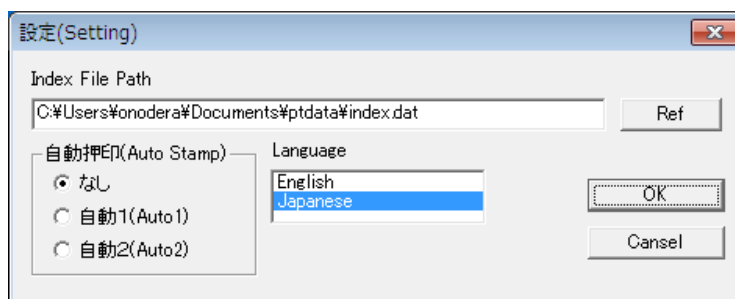 設定(Setting)
Index File Path
C:¥Users¥onodera¥Documents¥ptdata¥index.dat
Ref
自動押印(Auto Stamp)
なし
自動1(Auto1)
自動2(Auto2)
Language
English
Japanese
OK
Cansel